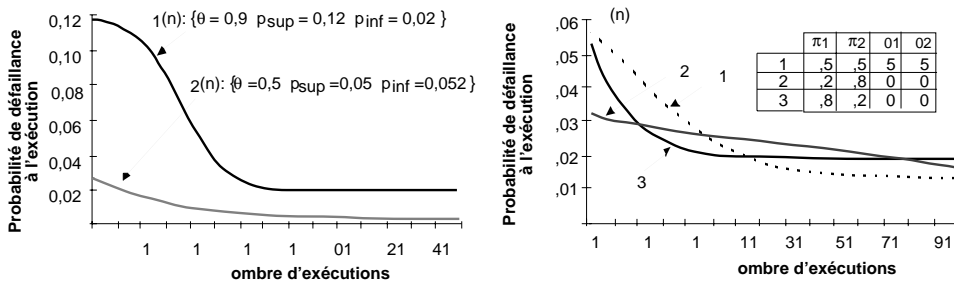 0,12
0,10
0,08
0,06
0,04
0,02
Probabilité de défaillance
à l'exécution
1(n): {θ = 0,9 psup = 0,12 pinf = 0,02 }
2(n): {θ = 0,5 psup = 0,05 pinf =0,052 }
1 1 1 1 01 21 41
ombre d'exécutions
,06
,05
,04
,03
,02
,01
Probabilité de défaillance
à l'exécution
(n)
π1 π2 01 02
1 ,5 ,5 5 5
2 ,2 ,8 0 0
3 ,8 ,2 0 0
2 1
3
1 1 1 11 31 51 71 91
ombre d'exécutions